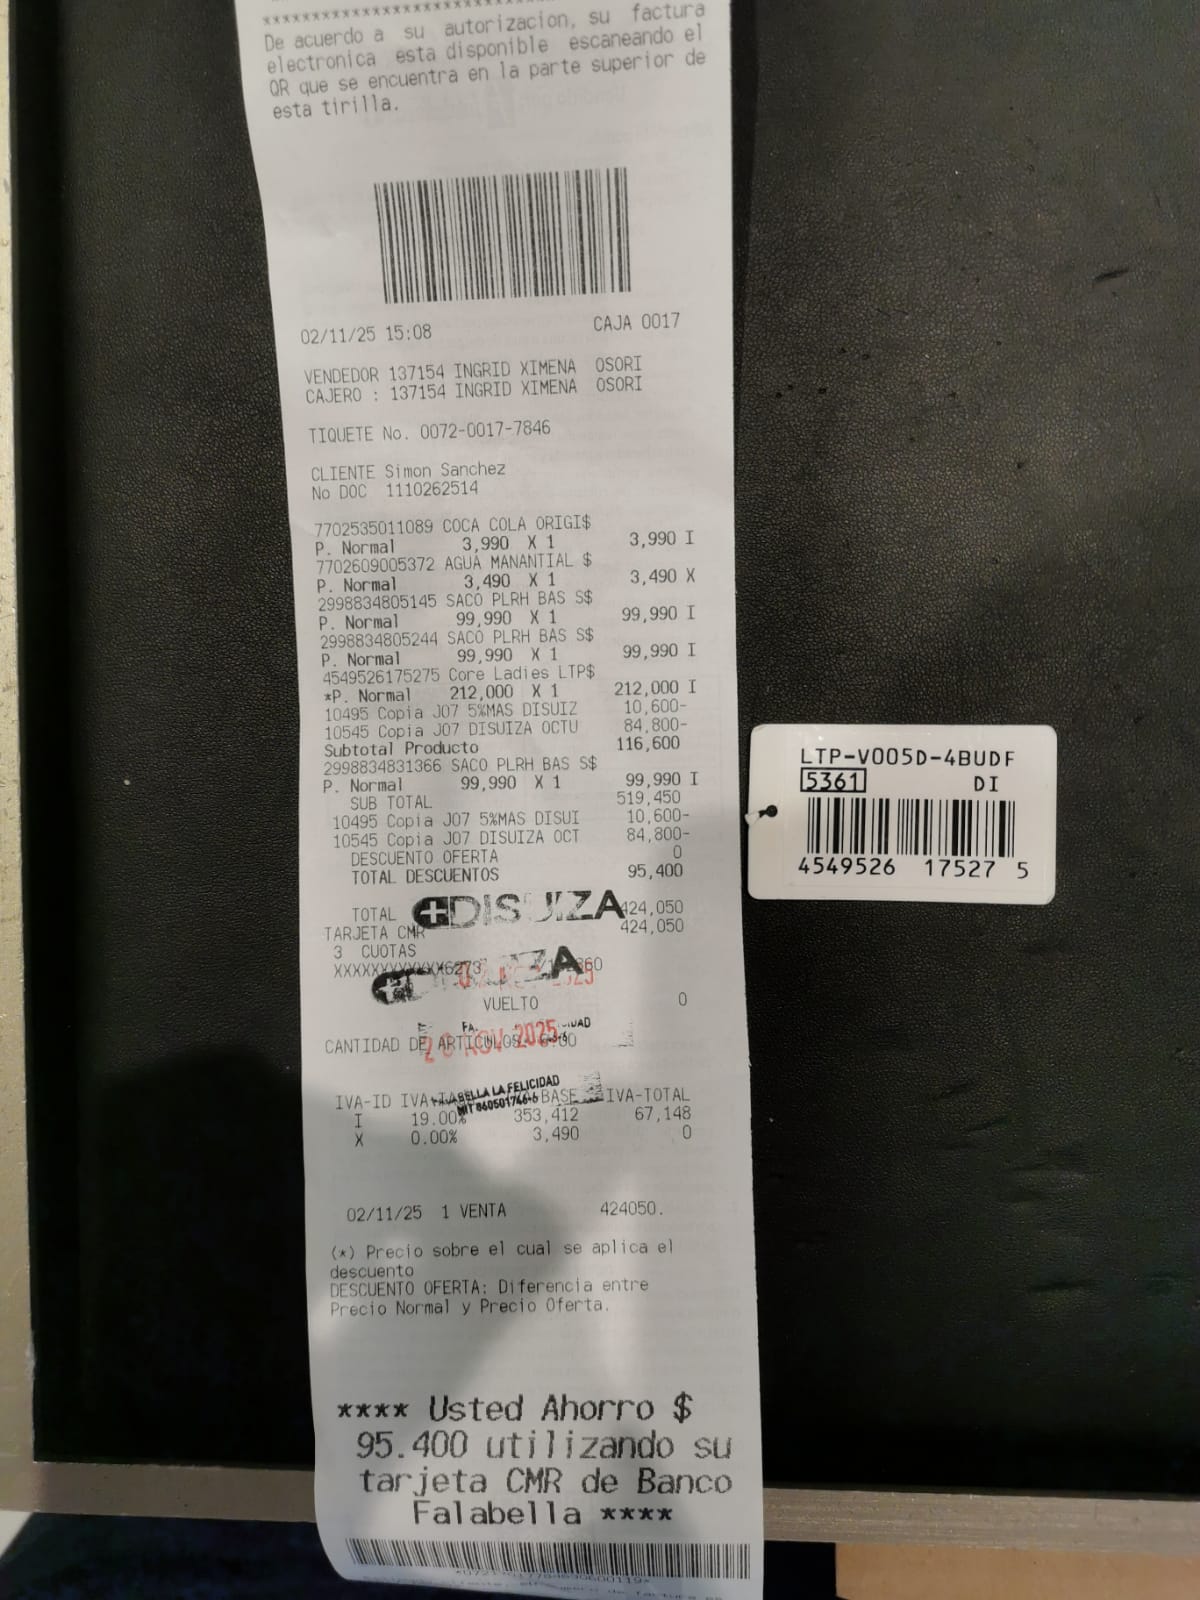 De acuerdo a su autorizacion, su factura
electronica esta disponible escaneando el
QR que se encuentra en la parte superior de
esta tirilla.
02/11/25 15:08 CAJA 0017
VENDEDOR 137154 INGRID XIMENA OSORI
CAJERO : 137154 INGRID XIMENA OSORI
TIQUETE No. 0072-0017-7846
CLIENTE Simon Sanchez
No DOC 1110262514
7702535011089 COCA COLA ORIGI$
P. Normal 3,990 X 1 3,990 I
7702609005372 AGUA MANANTIAL $
P. Normal 3,490 X 1 3,490 X
2998834805145 SACO PLRH BAS S$
P. Normal 99,990 X 1 99,990 I
2998834805244 SACO PLRH BAS S$
P. Normal 99,990 X 1 99,990 I
4549526175275 Core Ladies LTP$
*P. Normal 212,000 X 1 212,000 I
10495 Copia J07 5%MAS DISUIZ 10,600-
10545 Copia J07 DISUIZA OCTU 84,800-
Subtotal Producto 116,600
2998834831366 SACO PLRH BAS S$
P. Normal 99,990 X 1 99,990 I
SUB TOTAL 519,450
10495 Copia J07 5%MAS DISUI 10,600-
10545 Copia J07 DISUIZA OCT 84,800-
DESCUENTO OFERTA 0
TOTAL DESCUENTOS 95,400
TOTAL 424,050
DISUIZA
TARJETA CMR 424,050
3 CUOTAS
XXXXXXXXXXXX6273
VUELTO 0
CANTIDAD DE ARTICULOS
NOV 2025
FALABELLA LA FELICIDAD
NIT 860501746-6
IVA-ID BASE IVA-TOTAL
I 19.00% 353,412 67,148
X 0.00% 3,490 0
02/11/25 1 VENTA 424050.
(*) Precio sobre el cual se aplica el
descuento
DESCUENTO OFERTA: Diferencia entre
Precio Normal y Precio Oferta.
**** Usted Ahorro $
95.400 utilizando su
tarjeta CMR de Banco
Falabella ****
LTP-V005D-4BUDF
5361 DI
4549526 17527 5